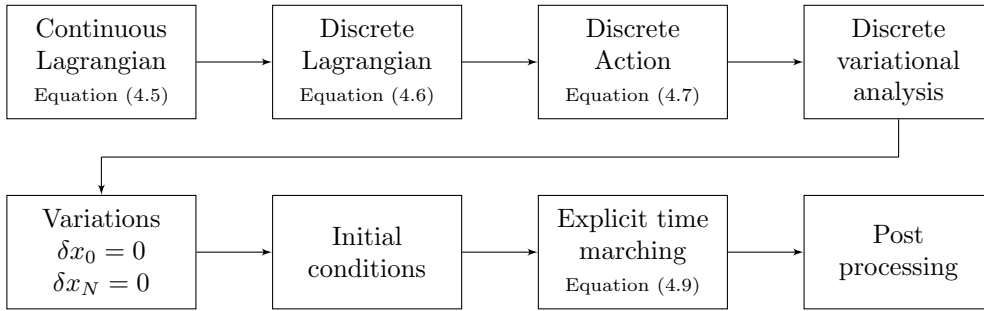 Continuous
Lagrangian
Equation (4.5)
Discrete
Lagrangian
Equation (4.6)
Discrete
Action
Equation (4.7)
Discrete
variational
analysis
Variations
δx₀ = 0
δx_N = 0
Initial
conditions
Explicit time
marching
Equation (4.9)
Post
processing